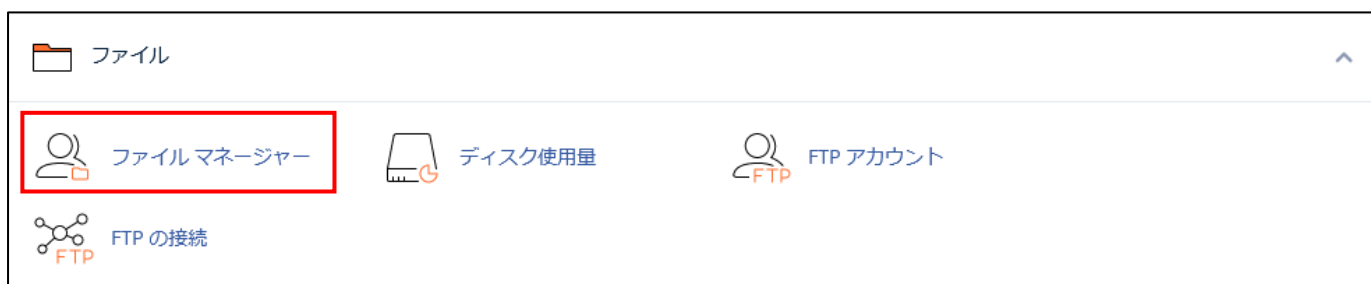 ファイル
ファイル マネージャー
ディスク使用量
FTP アカウント
FTP
FTP の接続
FTP